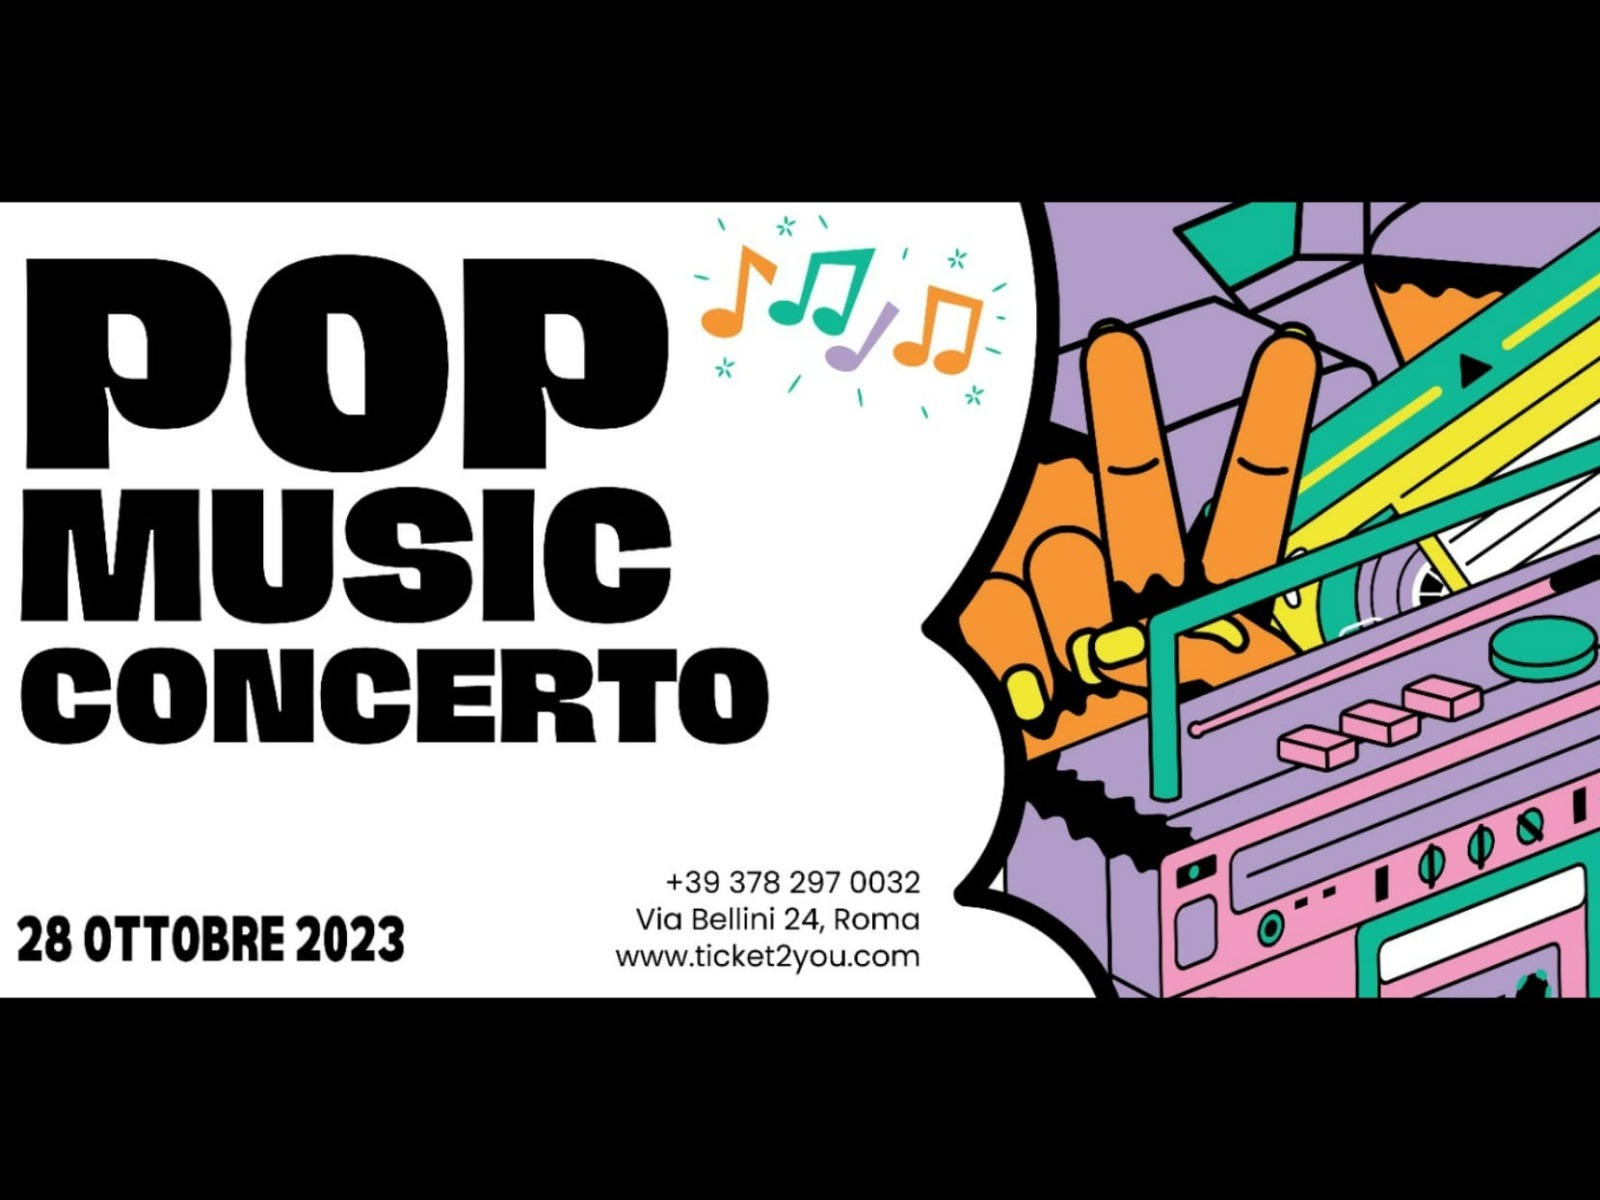 POP
MUSIC
CONCERTO
28 OTTOBRE 2023
+39 378 297 0032
Via Bellini 24, Roma
www.ticket2you.com